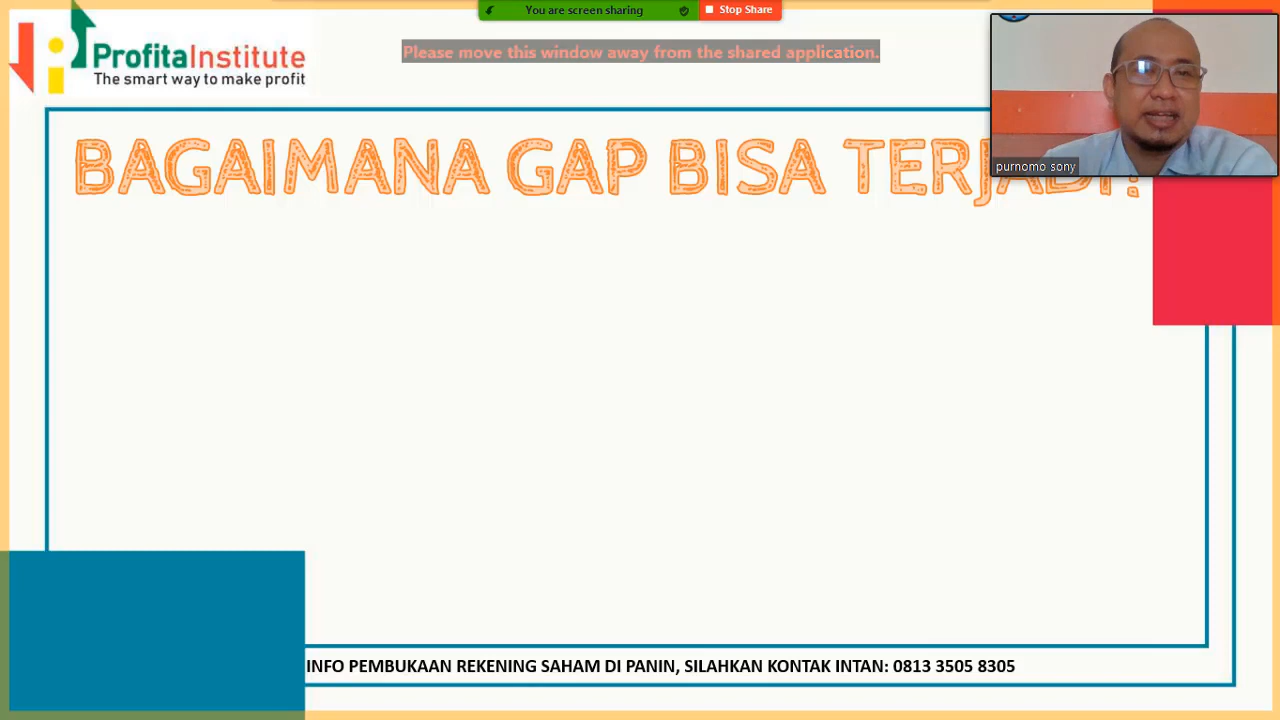 You are screen sharing
Stop Share
Please move this window away from the shared application.
ProfitaInstitute
The smart way to make profit
purnomo sony
BAGAIMANA GAP BISA TERJADI?
INFO PEMBUKAAN REKENING SAHAM DI PANIN, SILAHKAN KONTAK INTAN: 0813 3505 8305